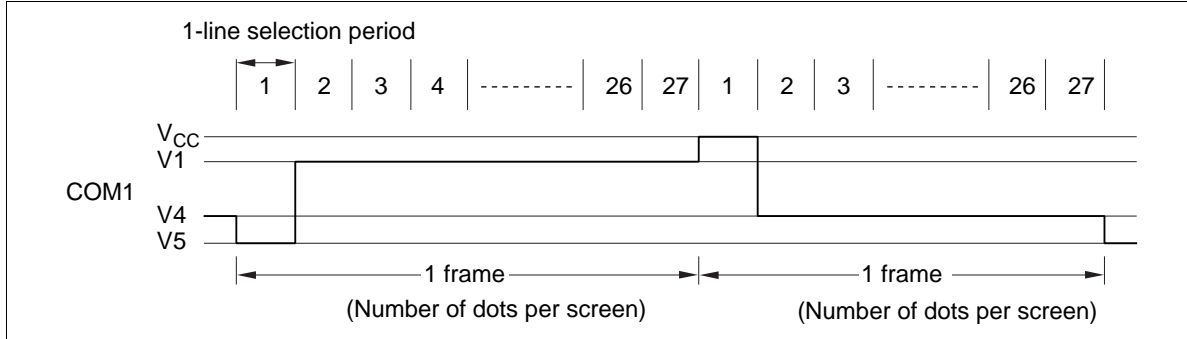 1-line selection period
1 2 3 4 --------- 26 27 1 2 3 --------- 26 27
VCC
V1
COM1
V4
V5
1 frame 1 frame
(Number of dots per screen) (Number of dots per screen)